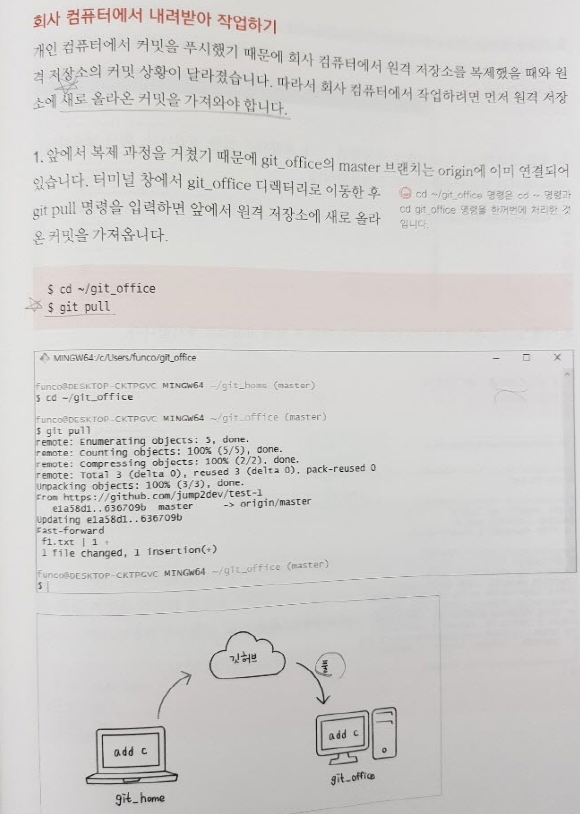 회사 컴퓨터에서 내려받아 작업하기
개인 컴퓨터에서 커밋을 푸시했기 때문에 회사 컴퓨터에서 원격 저장소를 복제했을 때와 원
격 저장소의 커밋 상황이 달라졌습니다. 따라서 회사 컴퓨터에서 작업하려면 먼저 원격 저장
소에 새로 올라온 커밋을 가져와야 합니다.
1. 앞에서 복제 과정을 거쳤기 때문에 git_office의 master 브랜치는 origin에 이미 연결되어
있습니다. 터미널 창에서 git_office 디렉터리로 이동한 후
git pull 명령을 입력하면 앞에서 원격 저장소에 새로 올라
온 커밋을 가져옵니다.
cd ~/git_office 명령은 cd ~ 명령과
cd git_office 명령을 한꺼번에 처리한 것
입니다.
$ cd ~/git_office
$ git pull
MINGW64:/c/Users/funco/git_office
funco@DESKTOP-CKTPGVC MINGW64 ~/git_home (master)
$ cd ~/git_office
funco@DESKTOP-CKTPGVC MINGW64 ~/git_office (master)
$ git pull
remote: Enumerating objects: 5, done.
remote: Counting objects: 100% (5/5), done.
remote: Compressing objects: 100% (2/2), done.
remote: Total 3 (delta 0), reused 3 (delta 0), pack-reused 0
Unpacking objects: 100% (3/3), done.
From https://github.com/jump2dev/test-1
e1a58d1..636709b master -> origin/master
Updating e1a58d1..636709b
Fast-forward
f1.txt | 1 +
1 file changed, 1 insertion(+)
funco@DESKTOP-CKTPGVC MINGW64 ~/git_office (master)
$
깃허브
풀
add c
add c
git_office
git_home